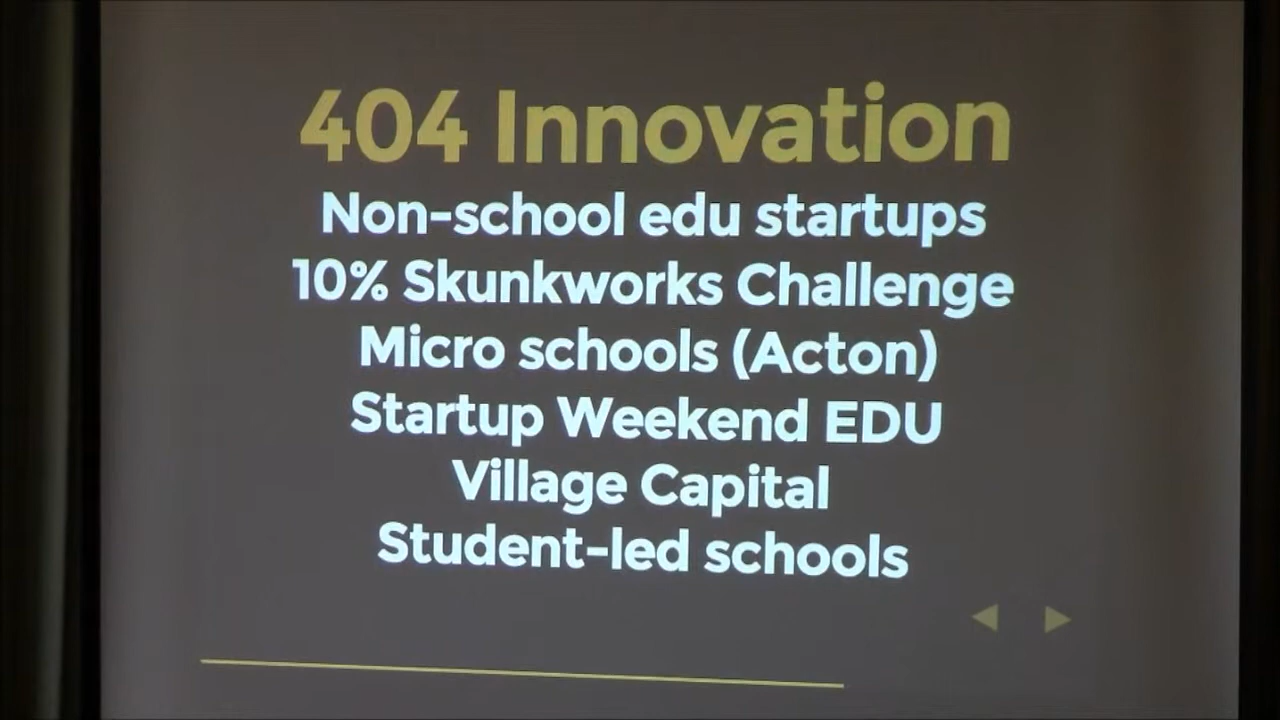 404 Innovation
Non-school edu startups
10% Skunkworks Challenge
Micro schools (Acton)
Startup Weekend EDU
Village Capital
Student-led schools